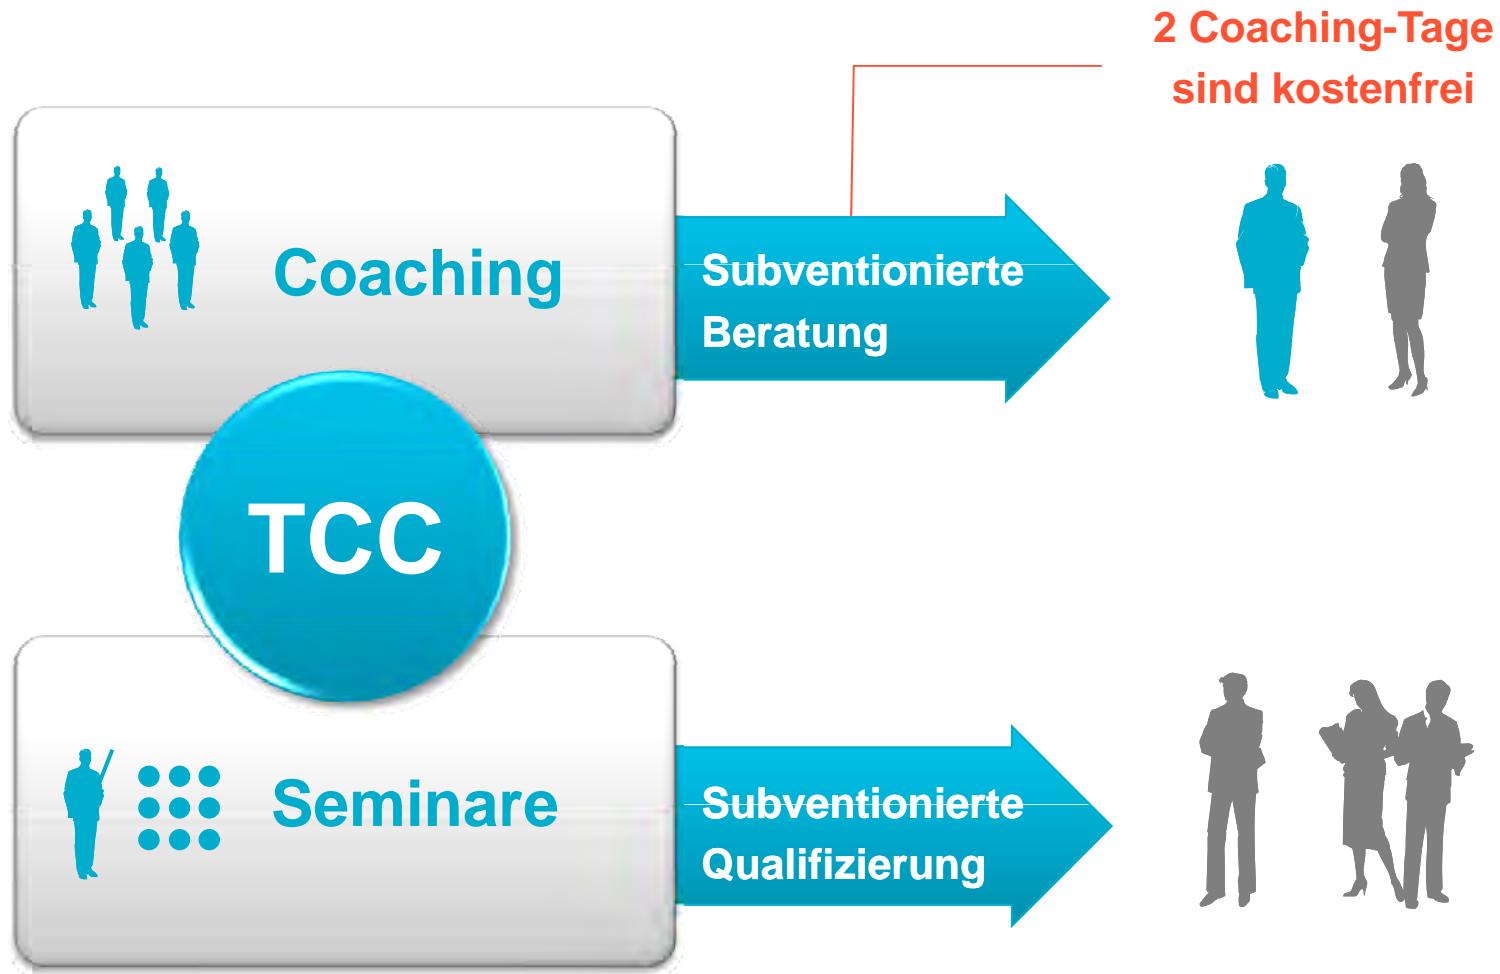 2 Coaching-Tage
sind kostenfrei
Coaching
Subventionierte
Beratung
TCC
Seminare
Subventionierte
Qualifizierung